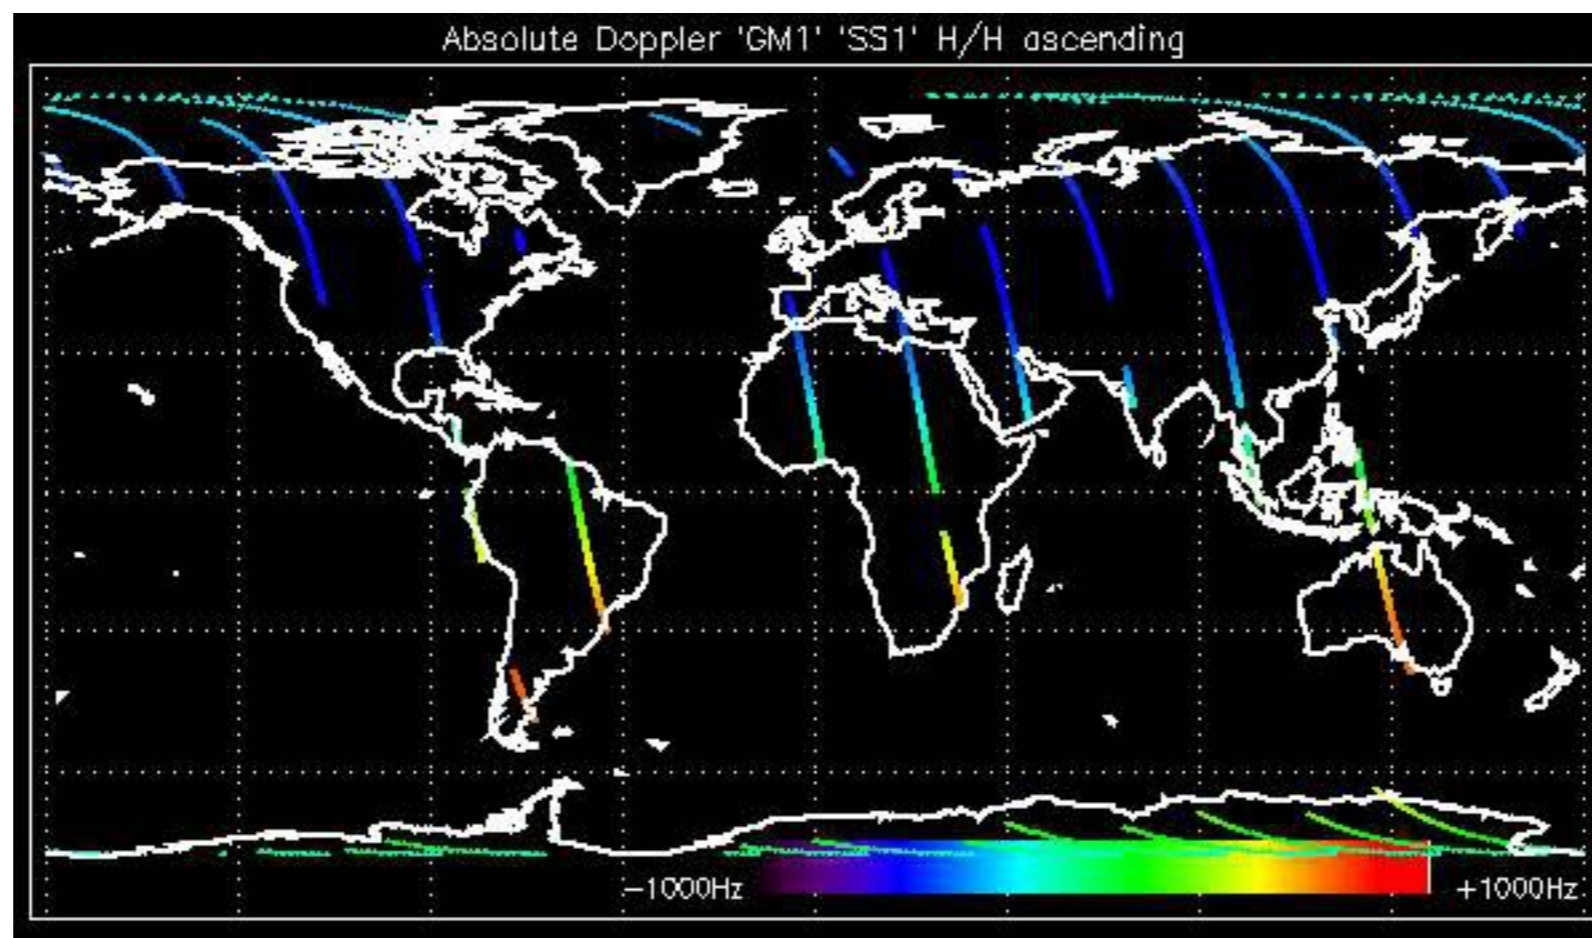 Absolute Doppler 'GM1' 'SS1' H/H ascending
-1000Hz
+1000Hz